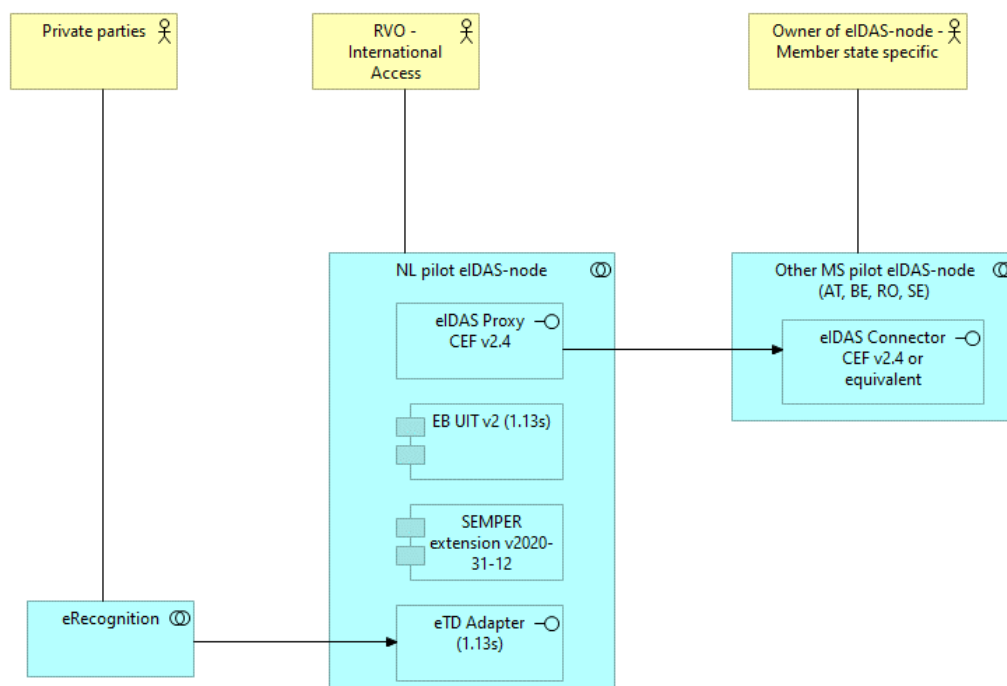 Private parties
RVO -
International
Access
Owner of eIDAS-node -
Member state specific
NL pilot eIDAS-node
eIDAS Proxy
CEF v2.4
EB UIT v2 (1.13s)
SEMPER
extension v2020-
31-12
eTD Adapter
(1.13s)
Other MS pilot eIDAS-node
(AT, BE, RO, SE)
eIDAS Connector
CEF v2.4 or
equivalent
eRecognition